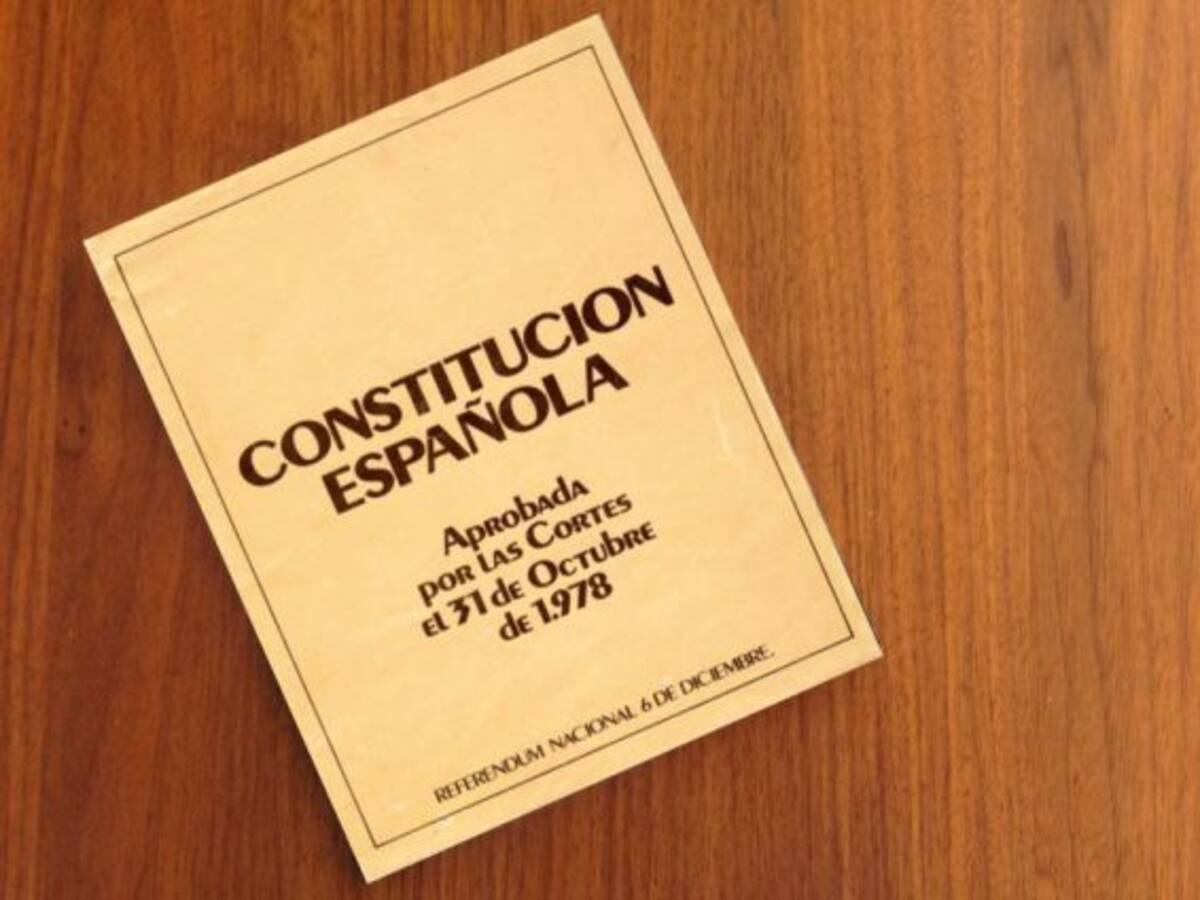 CONSTITUCION
ESPAÑOLA
Aprobada
por las Cortes
el 31 de Octubre
de 1.978
REFERENDUM NACIONAL 6 DE DICIEMBRE.